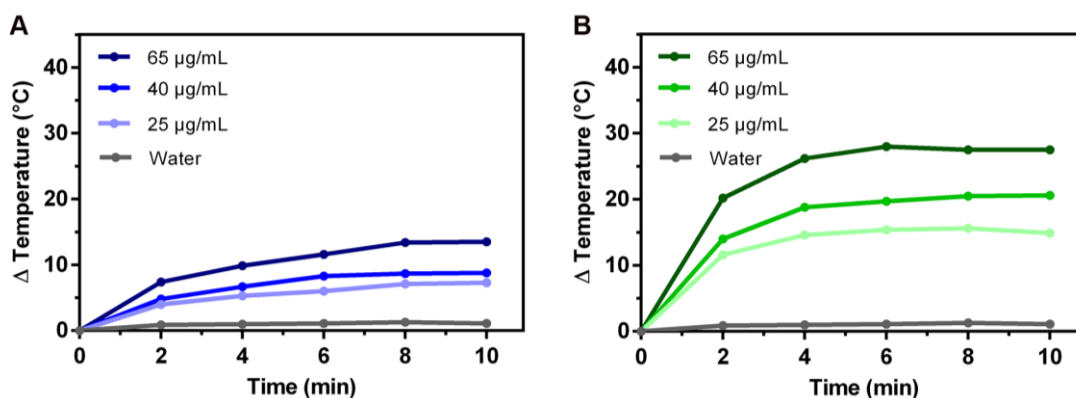 A
65 µg/mL
40 µg/mL
25 µg/mL
Water
Δ Temperature (°C)
40
30
20
10
0
0 2 4 6 8 10
Time (min)
B
65 µg/mL
40 µg/mL
25 µg/mL
Water
Δ Temperature (°C)
40
30
20
10
0
0 2 4 6 8 10
Time (min)